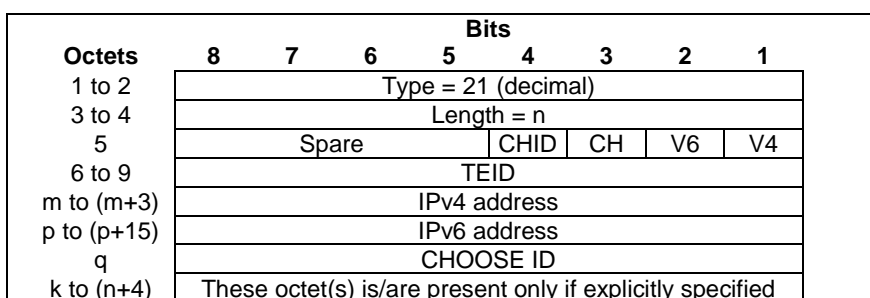 Bits
Octets 8 7 6 5 4 3 2 1
1 to 2 Type = 21 (decimal)
3 to 4 Length = n
5 Spare CHID CH V6 V4
6 to 9 TEID
m to (m+3) IPv4 address
p to (p+15) IPv6 address
q CHOOSE ID
k to (n+4) These octet(s) is/are present only if explicitly specified